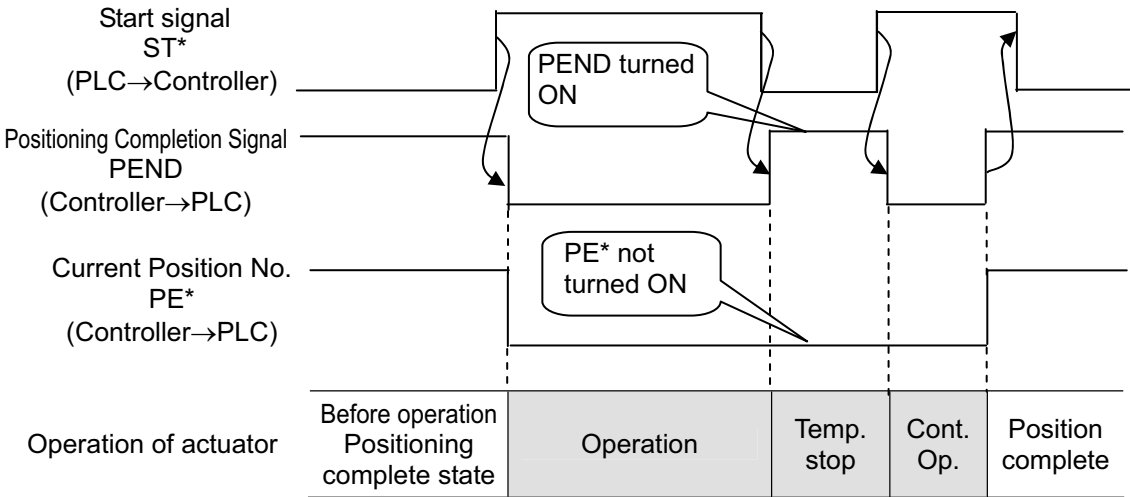 Start signal
ST*
(PLC→Controller)
PEND turned
ON
Positioning Completion Signal
PEND
(Controller→PLC)
PE* not
turned ON
Current Position No.
PE*
(Controller→PLC)
Operation of actuator
Before operation
Positioning
complete state
Operation
Temp.
stop
Cont.
Op.
Position
complete